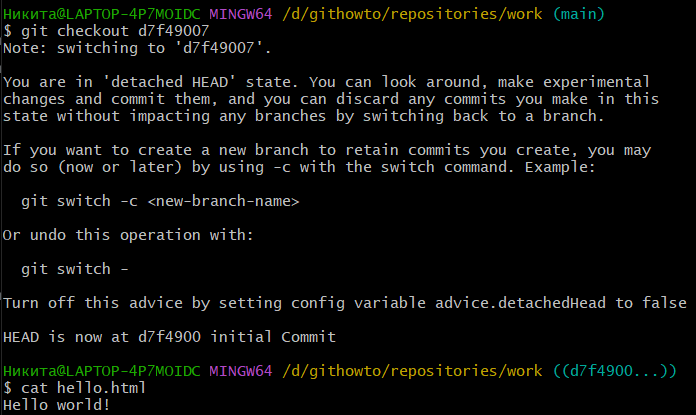 Никита@LAPTOP-4P7MOIDC MINGW64 /d/githowto/repositories/work (main)
$ git checkout d7f49007
Note: switching to 'd7f49007'.
You are in 'detached HEAD' state. You can look around, make experimental
changes and commit them, and you can discard any commits you make in this
state without impacting any branches by switching back to a branch.
If you want to create a new branch to retain commits you create, you may
do so (now or later) by using -c with the switch command. Example:
git switch -c <new-branch-name>
Or undo this operation with:
git switch -
Turn off this advice by setting config variable advice.detachedHead to false
HEAD is now at d7f4900 initial Commit
Никита@LAPTOP-4P7MOIDC MINGW64 /d/githowto/repositories/work ((d7f4900...))
$ cat hello.html
Hello world!